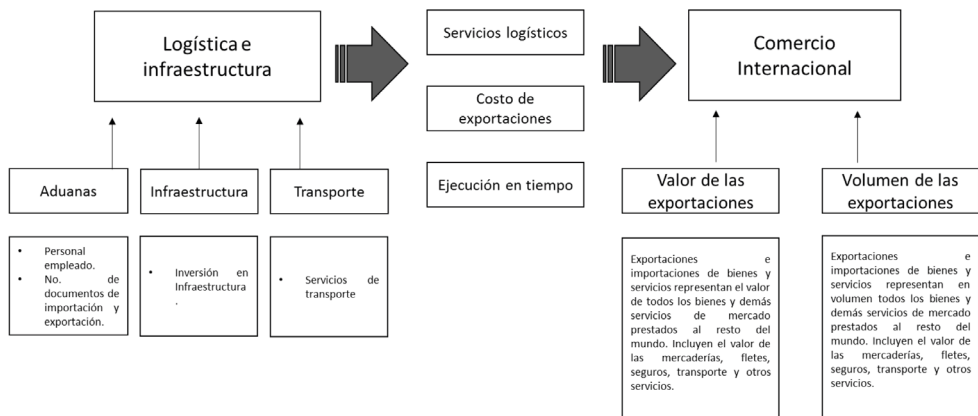 Logística e
infraestructura
Servicios logísticos
Costo de
exportaciones
Ejecución en tiempo
Comercio
Internacional
Aduanas
Infraestructura
Transporte
Valor de las
exportaciones
Volumen de las
exportaciones
• Personal
empleado.
• No. de
documentos de
importación y
exportación.
• Inversión en
Infraestructura
.
• Servicios de
transporte
Exportaciones e
importaciones de bienes y
servicios representan el valor
de todos los bienes y demás
servicios de mercado
prestados al resto del
mundo. Incluyen el valor de
las mercaderías, fletes,
seguros, transporte y otros
servicios.
Exportaciones e
importaciones de bienes y
servicios representan en
volumen todos los bienes y
demás servicios de mercado
prestados al resto del
mundo. Incluyen el valor de
las mercaderías, fletes,
seguros, transporte y otros
servicios.